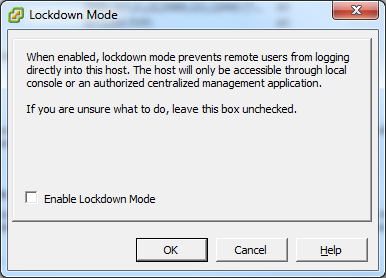 Lockdown Mode
When enabled, lockdown mode prevents remote users from logging
directly into this host. The host will only be accessible through local
console or an authorized centralized management application.
If you are unsure what to do, leave this box unchecked.
Enable Lockdown Mode
OK
Cancel
Help